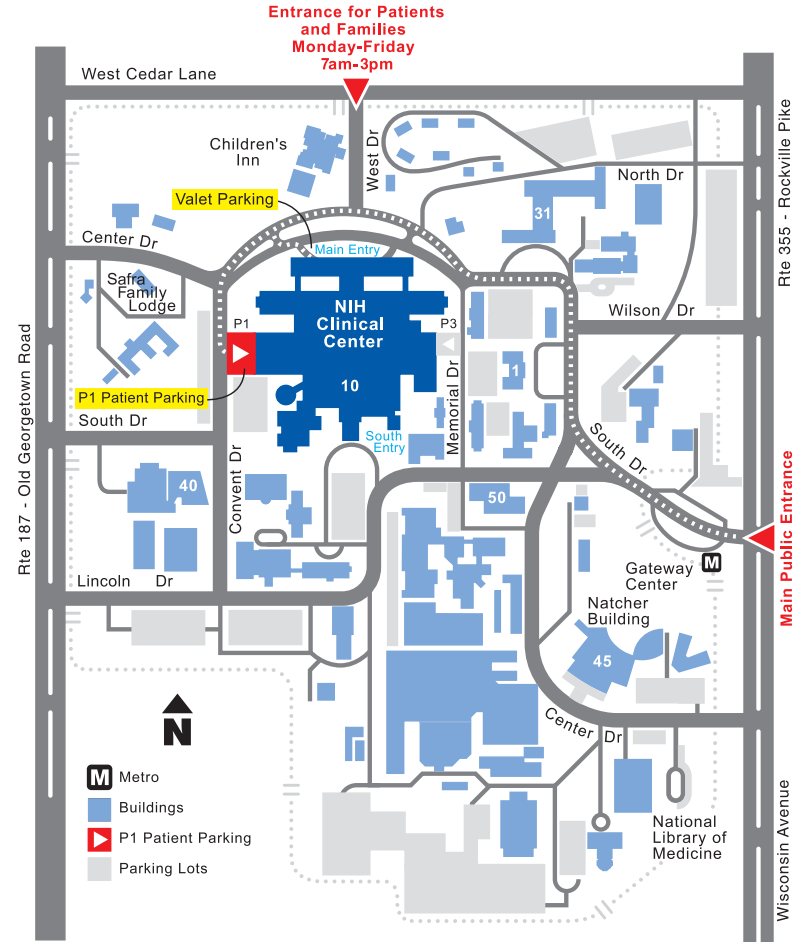 Entrance for Patients
and Families
Monday-Friday
7am-3pm
West Cedar Lane
Children's
Inn
West Dr
Valet Parking
North Dr
31
Rte 355 - Rockville Pike
Center Dr
Main Entry
Safra
Family
Lodge
NIH
Clinical
Center
P1
P3
Wilson Dr
10
1
Memorial Dr
P1 Patient Parking
South Dr
South
Entry
South Dr
Rte 187 - Old Georgetown Road
Convent Dr
40
50
Main Public Entrance
Lincoln Dr
Gateway
Center
M
Natcher
Building
45
N
Center Dr
M Metro
Buildings
P1 Patient Parking
Parking Lots
National
Library of
Medicine
Wisconsin Avenue